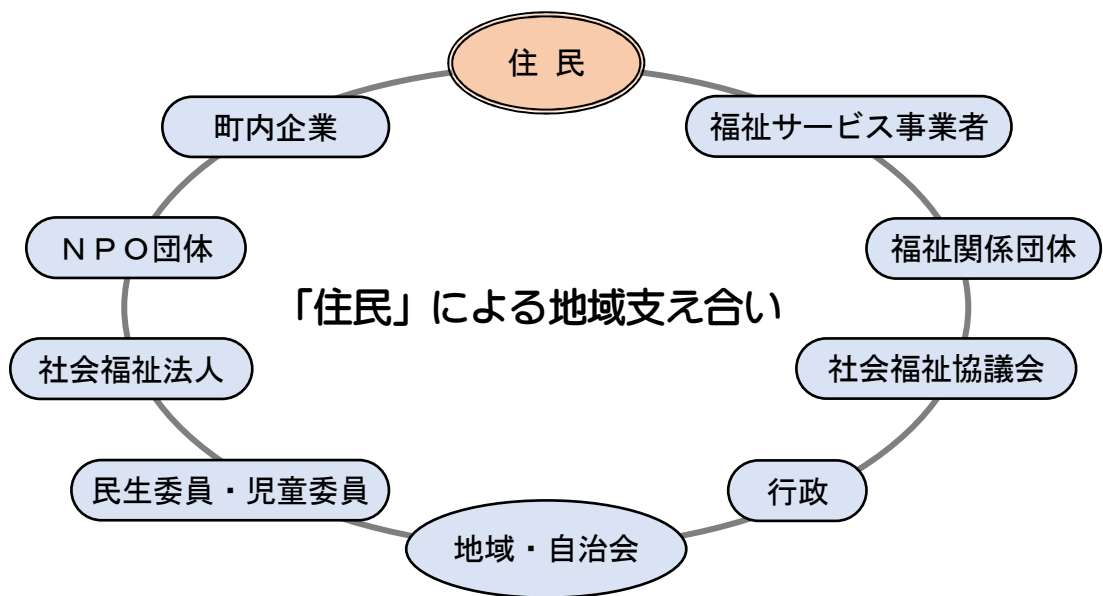 住 民
町内企業
福祉サービス事業者
ＮＰＯ団体
福祉関係団体
「住民」による地域支え合い
社会福祉法人
社会福祉協議会
民生委員・児童委員
行政
地域・自治会